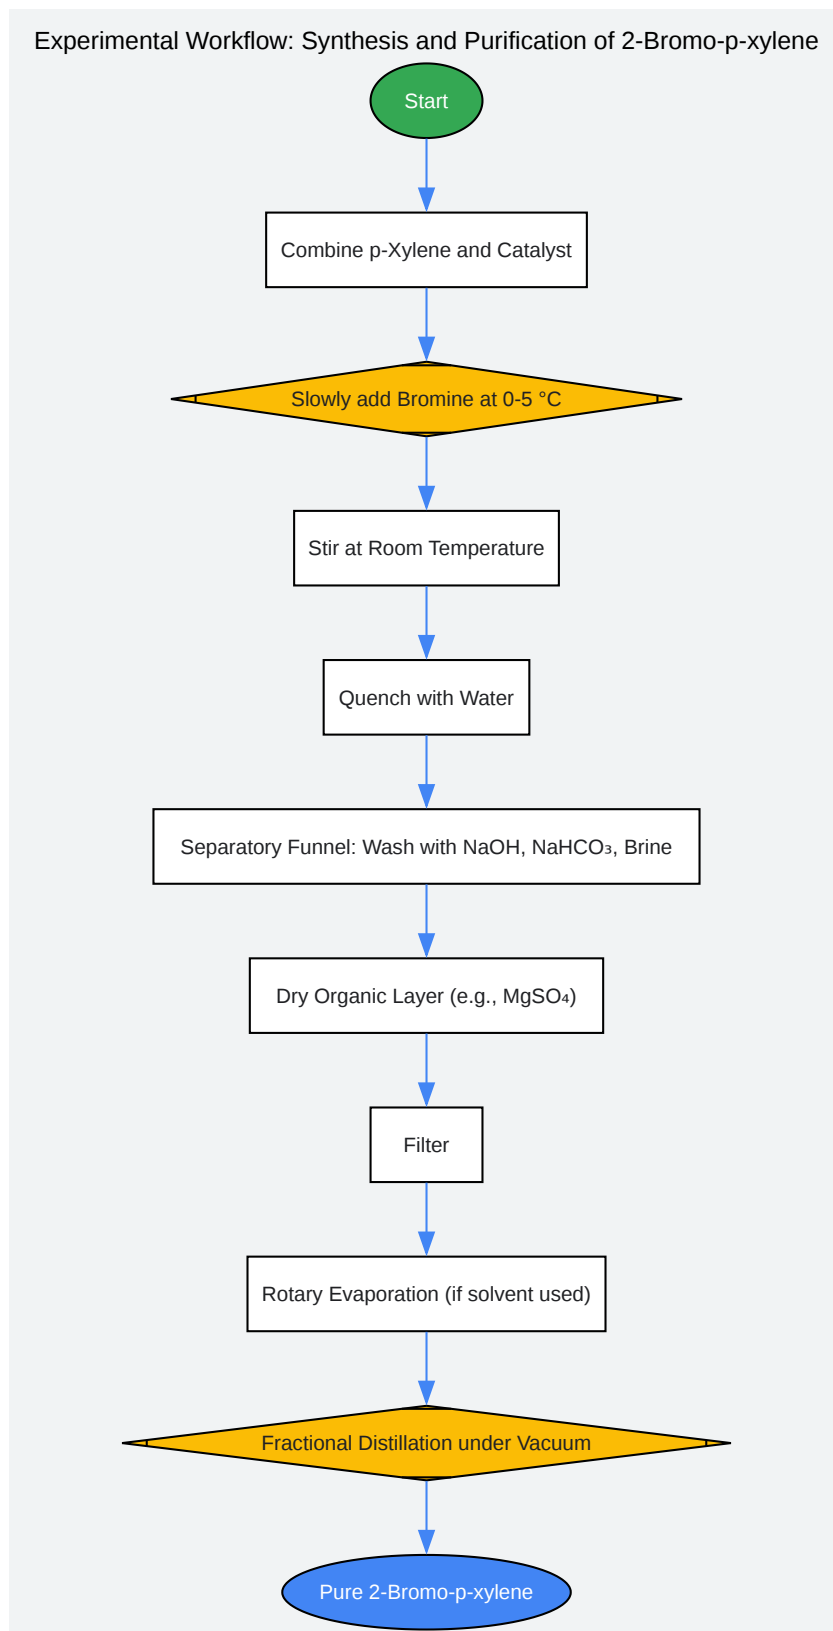 Experimental Workflow: Synthesis and Purification of 2-Bromo-p-xylene
Start
Combine p-Xylene and Catalyst
Slowly add Bromine at 0-5 °C
Stir at Room Temperature
Quench with Water
Separatory Funnel: Wash with NaOH, NaHCO₃, Brine
Dry Organic Layer (e.g., MgSO₄)
Filter
Rotary Evaporation (if solvent used)
Fractional Distillation under Vacuum
Pure 2-Bromo-p-xylene